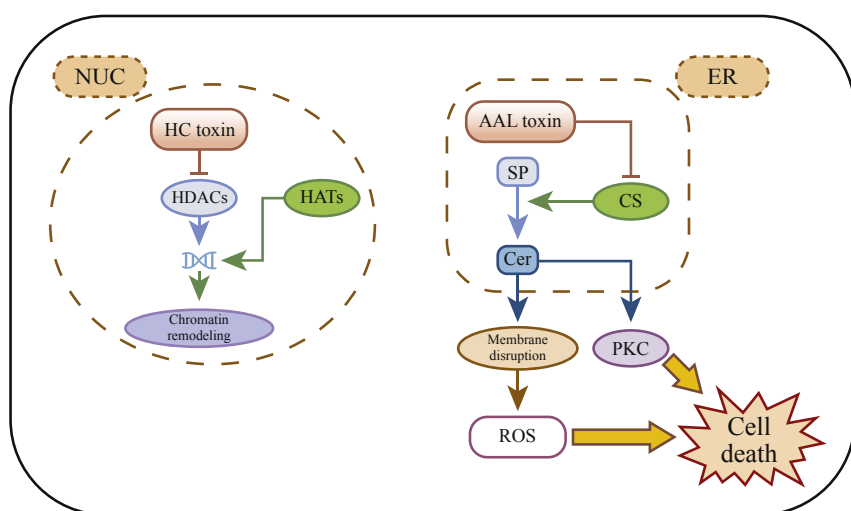 NUC
HC toxin
HDACs
HATs
Chromatin
remodeling
ER
AAL toxin
SP
CS
Cer
Membrane
disruption
PKC
ROS
Cell
death